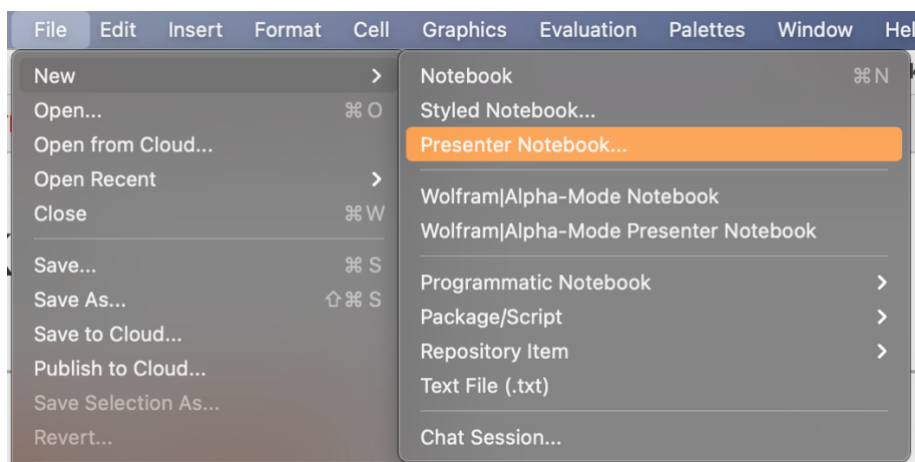 File Edit Insert Format Cell Graphics Evaluation Palettes Window Hel
New >
Open... ⌘ O
Open from Cloud...
Open Recent >
Close ⌘ W
Save... ⌘ S
Save As... ⇧ ⌘ S
Save to Cloud...
Publish to Cloud...
Save Selection As...
Revert...
Notebook ⌘ N
Styled Notebook...
Presenter Notebook...
Wolfram|Alpha-Mode Notebook
Wolfram|Alpha-Mode Presenter Notebook
Programmatic Notebook >
Package/Script >
Repository Item >
Text File (.txt)
Chat Session...